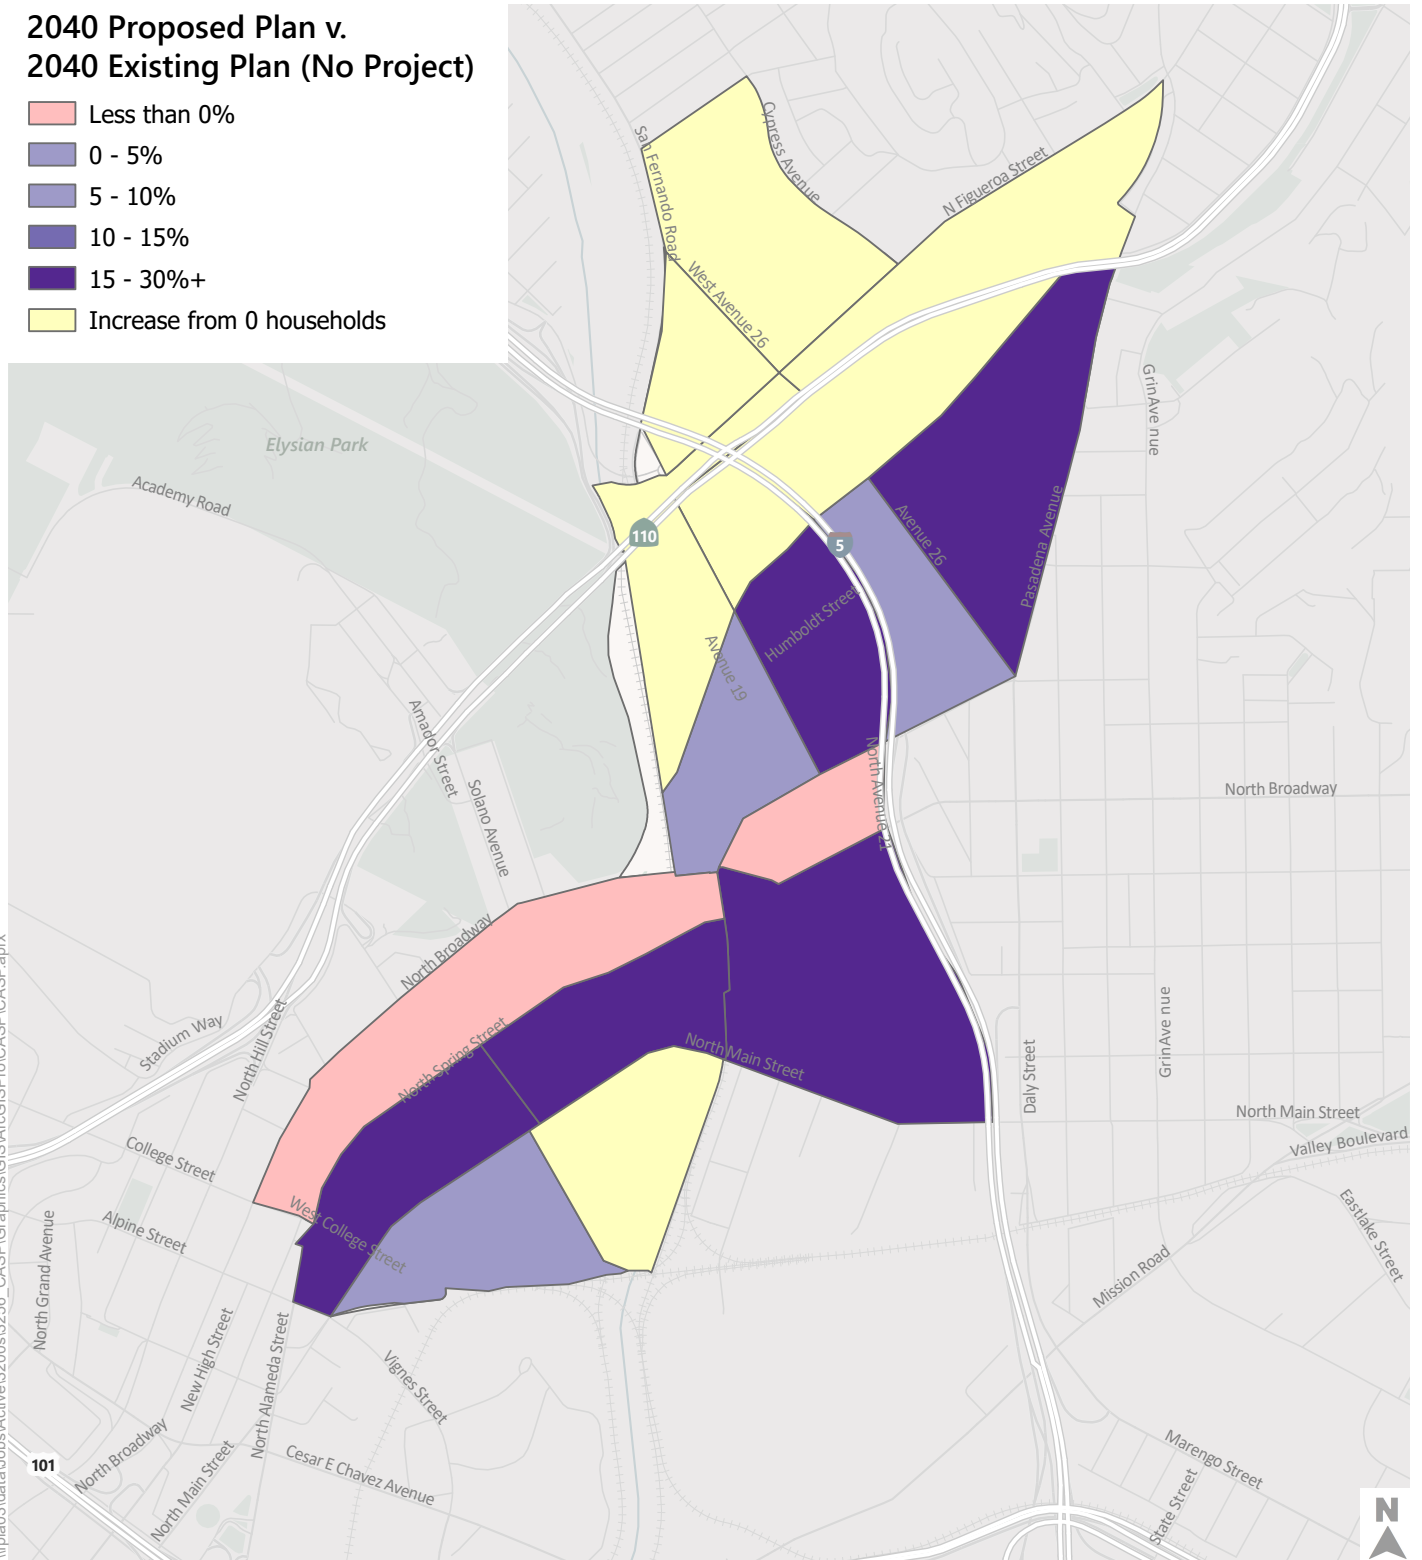 2040 Proposed Plan v.
2040 Existing Plan (No Project)
Less than 0%
0 - 5%
5 - 10%
10 - 15%
15 - 30%+
Increase from 0 households
San Fernando Road
Cypress Avenue
N Figueroa Street
West Avenue 26
GrinAve nue
Elysian Park
Academy Road
110
5
Avenue 26
Pasadena Avenue
Humboldt Street
Avenue 19
Amador Street
Solano Avenue
North Avenue 21
North Broadway
North Broadway
Stadium Way
North Hill Street
North Spring Street
North Main Street
Daly Street
GrinAve nue
North Main Street
Valley Boulevard
College Street
Alpine Street
West College Street
Eastlake Street
Mission Road
North Grand Avenue
New High Street
North Alameda Street
Vignes Street
101
North Broadway
North Main Street
Cesar E Chavez Avenue
Marengo Street
State Street
N